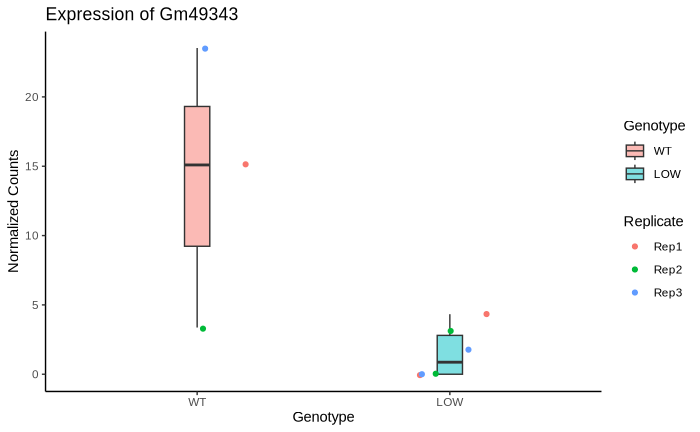 Expression of Gm49343
Normalized Counts
20
15
10
5
0
WT
LOW
Genotype
Genotype
WT
LOW
Replicate
Rep1
Rep2
Rep3